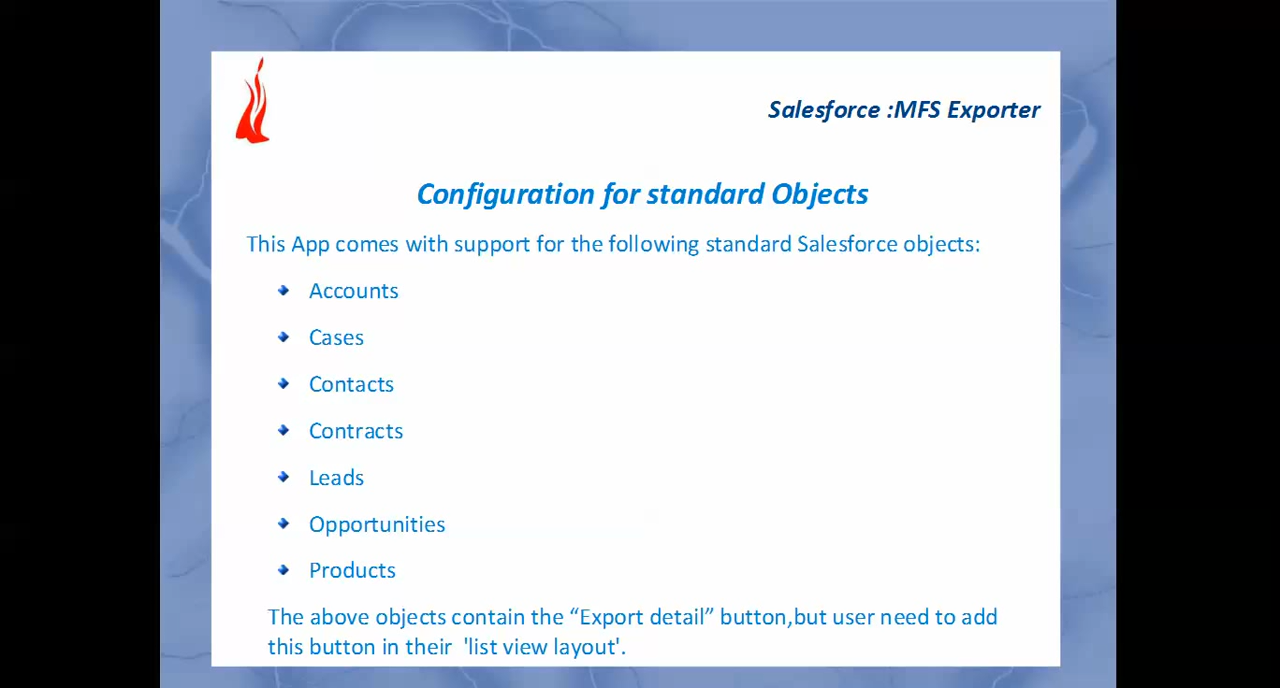 Salesforce :MFS Exporter
Configuration for standard Objects
This App comes with support for the following standard Salesforce objects:
Accounts
Cases
Contacts
Contracts
Leads
Opportunities
Products
The above objects contain the “Export detail” button,but user need to add
this button in their 'list view layout'.